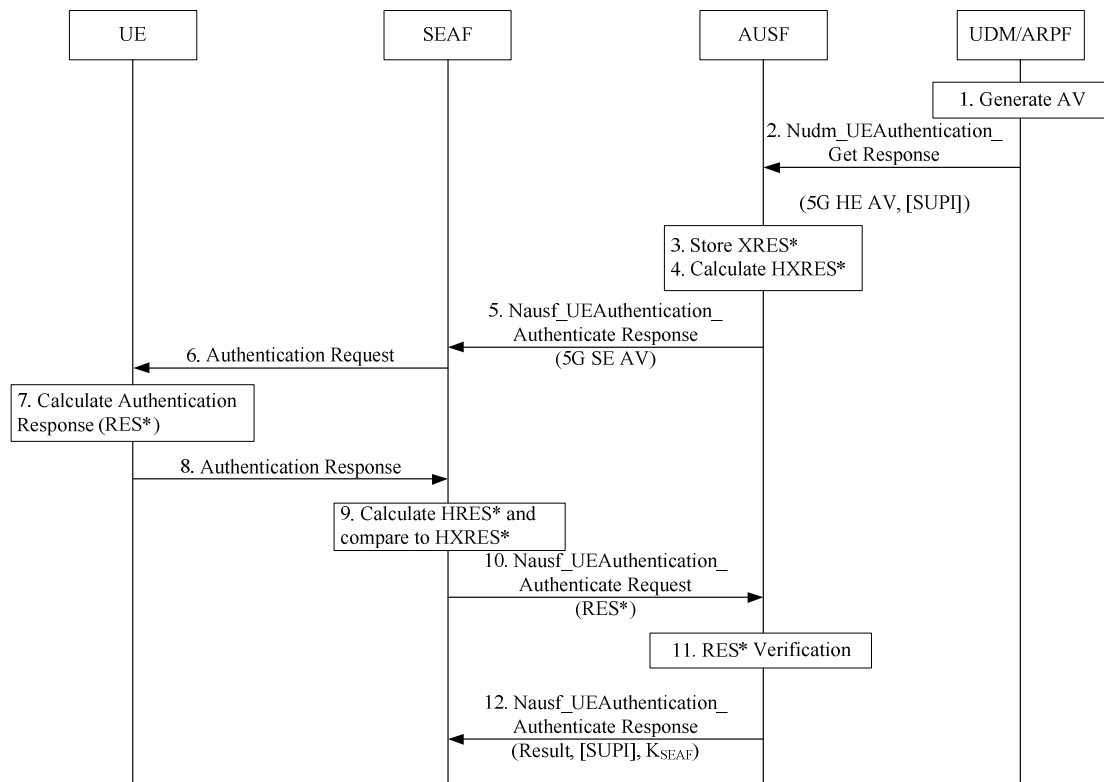 UE
SEAF
AUSF
UDM/ARPF
1. Generate AV
2. Nudm_UEAuthentication_
Get Response
(5G HE AV, [SUPI])
3. Store XRES*
4. Calculate HXRES*
5. Nausf_UEAuthentication_
Authenticate Response
(5G SE AV)
6. Authentication Request
7. Calculate Authentication
Response (RES*)
8. Authentication Response
9. Calculate HRES* and
compare to HXRES*
10. Nausf_UEAuthentication_
Authenticate Request
(RES*)
11. RES* Verification
12. Nausf_UEAuthentication_
Authenticate Response
(Result, [SUPI], KSEAF)